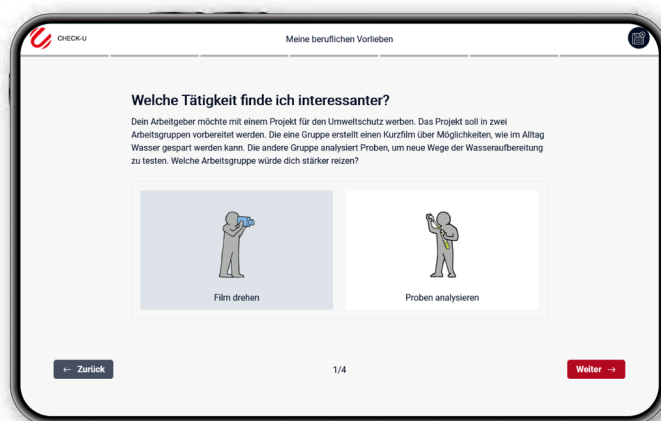 CHECK-U
Meine beruflichen Vorlieben
Welche Tätigkeit finde ich interessanter?
Dein Arbeitgeber möchte mit einem Projekt für den Umweltschutz werben. Das Projekt soll in zwei
Arbeitsgruppen vorbereitet werden. Die eine Gruppe erstellt einen Kurzfilm über Möglichkeiten, wie im Alltag
Wasser gespart werden kann. Die andere Gruppe analysiert Proben, um neue Wege der Wasseraufbereitung
zu testen. Welche Arbeitsgruppe würde dich stärker reizen?
Film drehen
Proben analysieren
← Zurück
1/4
Weiter →